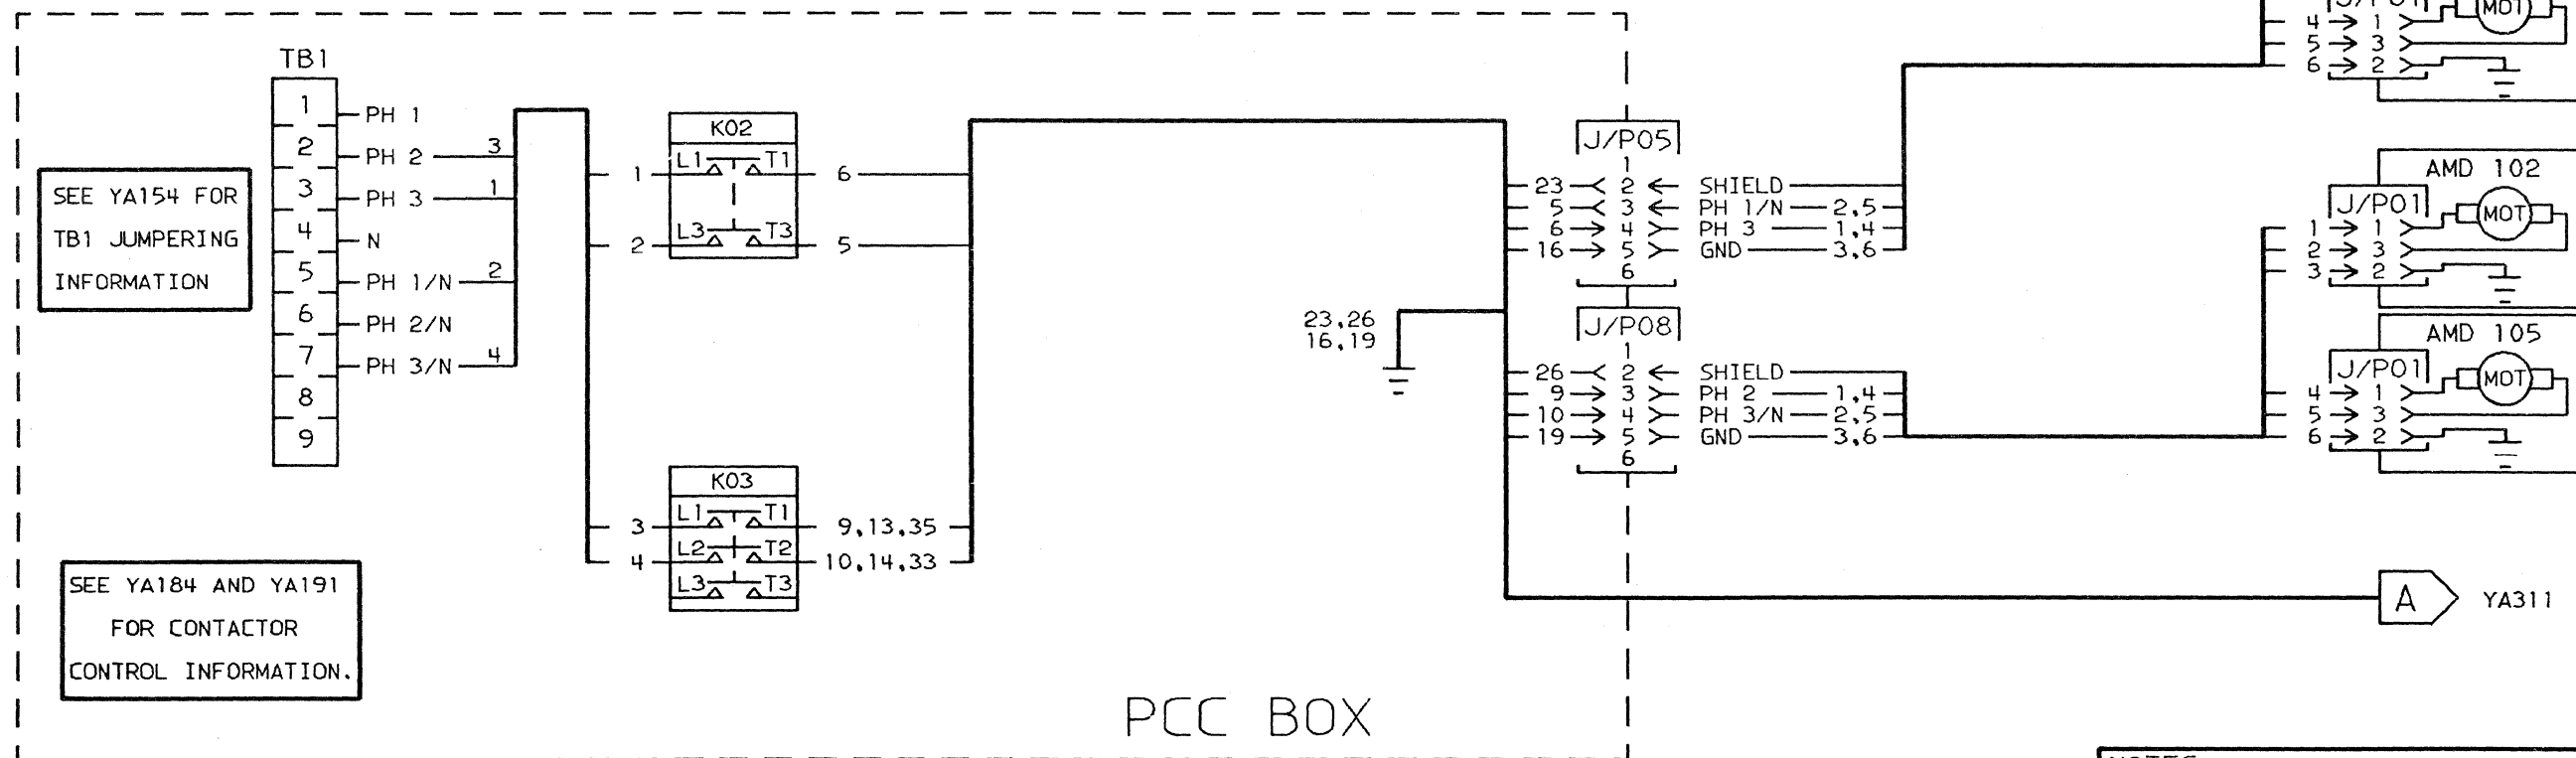 TB1
1
PH 1
2
PH 2
3
3
PH 3
1
4
N
5
PH 1/N
2
6
PH 2/N
7
PH 3/N
4
8
9
SEE YA154 FOR
TB1 JUMPERING
INFORMATION
SEE YA184 AND YA191
FOR CONTACTOR
CONTROL INFORMATION.
K02
1 L1 T1 6
2 L3 T3 5
K03
3 L1 T1 9,13,35
4 L2 T2 10,14,33
L3 T3
23,26
16,19
PCC BOX
J/P05
1
23 2 SHIELD
5 3 PH 1/N 2,5
6 4 PH 3 1,4
16 5 GND 3,6
6
J/P08
1
26 2 SHIELD
9 3 PH 2 1,4
10 4 PH 3/N 2,5
19 5 GND 3,6
6
J/P01
MOT
4 1
5 3
6 2
AMD 102
J/P01
MOT
1 1
2 3
3 2
AMD 105
J/P01
MOT
4 1
5 3
6 2
A YA311